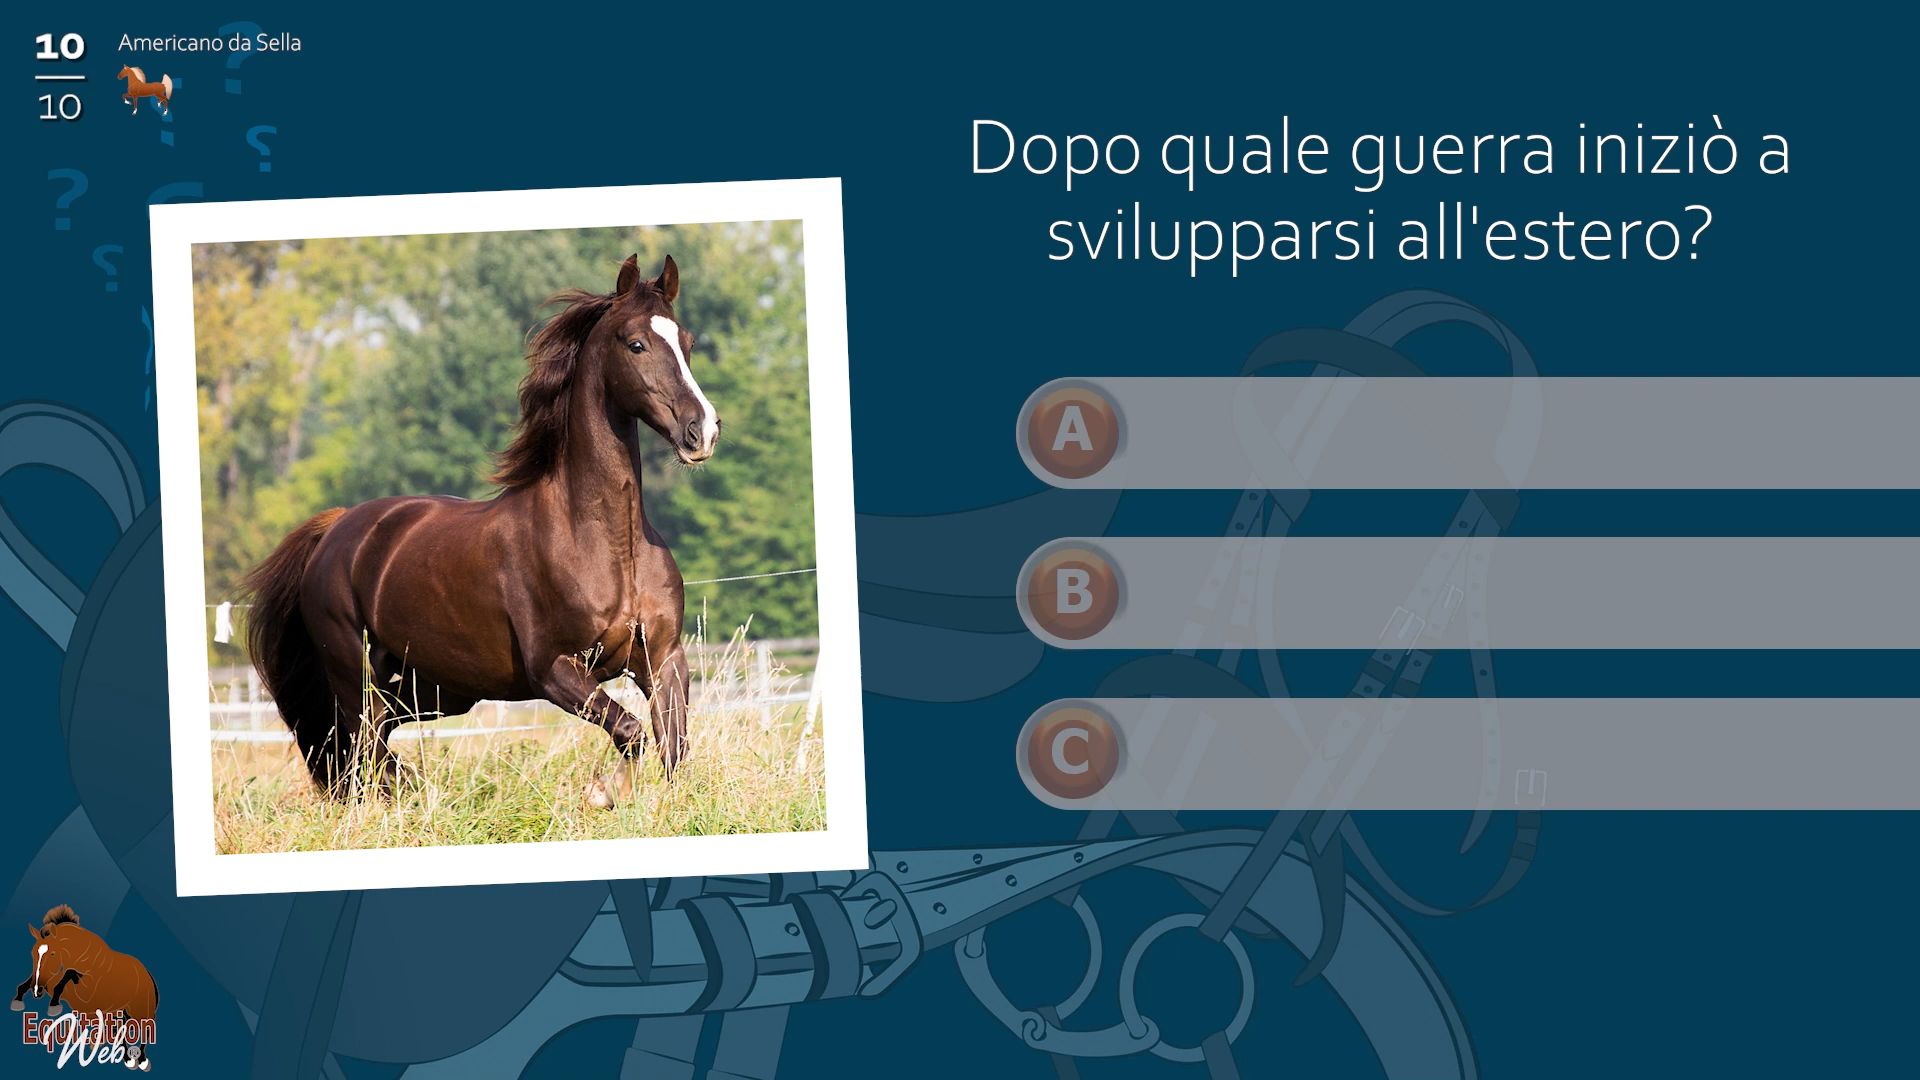 10
10
Americano da Sella
Dopo quale guerra iniziò a
svilupparsi all'estero?
A
B
C
Equitation
Web